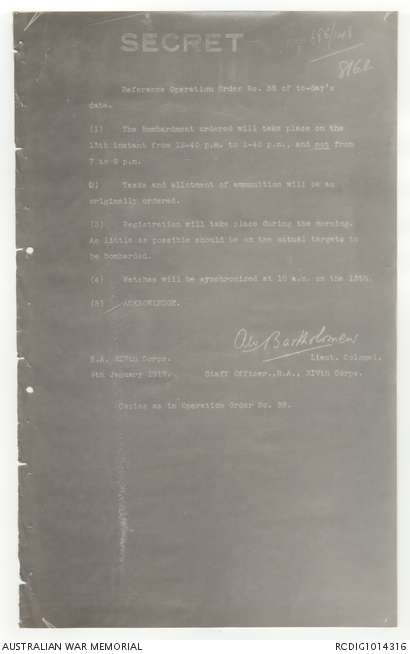 SECRET
Reference Operation Order No. 38 of to-day's
date.
(1) The Bombardment ordered will take place on the
13th instant from 12-40 p.m. to 1-40 p.m., and not from
7 to 8 p.m.
2) Tasks and allotment of ammunition will be as
originally ordered.
(3) Registration will take place during the morning.
As little as possible should be on the actual targets to
be bombarded.
(4) Watches will be synchronized at 10 a.m. on the 13th.
(5) ACKNOWLEDGE.
Bartholomew
R.A. XIVth Corps. Lieut. Colonel.
9th January 1917. Staff Officer, R.A., XIVth Corps.
Copies as in Operation Order No. 38.
AUSTRALIAN WAR MEMORIAL RCDIG1014316